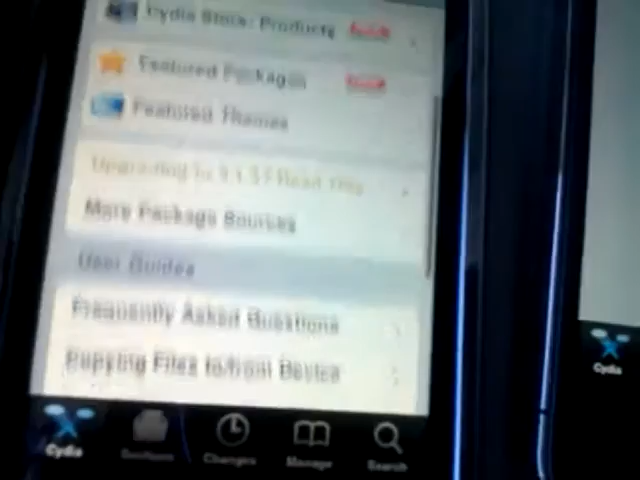 Cydia Store: Products
Featured Packages
Featured Themes
Upgrading to 3.1.3? Read This
More Package Sources
User Guides
Frequently Asked Questions
Copying Files to/from Device
Cydia
Sections
Changes
Manage
Search
Cydia